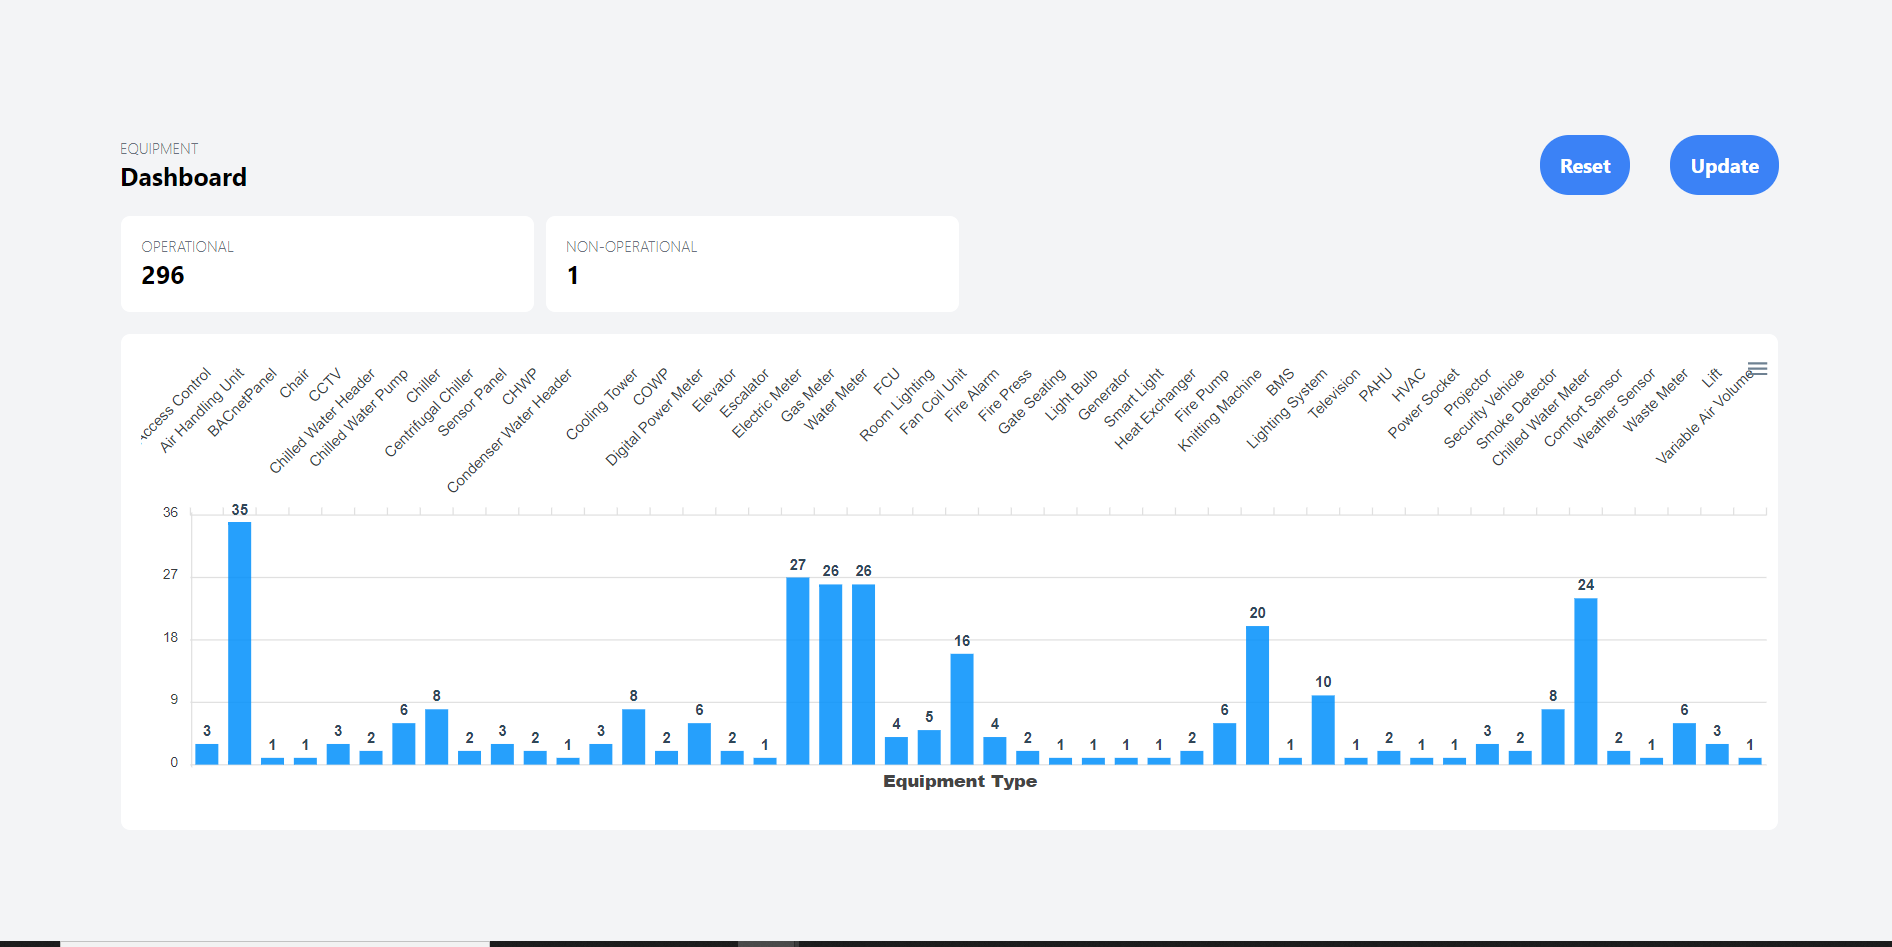 EQUIPMENT
Dashboard
Reset
Update
OPERATIONAL
296
NON-OPERATIONAL
1
Control
Air Handling Unit
BACnetPanel
Chair
CCTV
Chilled Water Header
Chilled Water Pump
Chiller
Centrifugal Chiller
Sensor Panel
CHWP
Condenser Water Header
Cooling Tower
COWP
Digital Power Meter
Elevator
Escalator
Electric Meter
Gas Meter
Water Meter
FCU
Room Lighting
Fan Coil Unit
Fire Alarm
Fire Press
Gate Seating
Light Bulb
Generator
Smart Light
Heat Exchanger
Fire Pump
Knitting Machine
BMS
Lighting System
Television
PAHU
HVAC
Power Socket
Projector
Security Vehicle
Smoke Detector
Chilled Water Meter
Comfort Sensor
Weather Sensor
Waste Meter
Lift
Variable Air Volume
36
27
18
9
0
3
35
1
1
3
2
6
8
2
3
2
1
3
8
2
6
2
1
27
26
26
4
5
16
4
2
1
1
1
1
2
6
20
1
10
1
2
1
1
3
2
8
24
2
1
6
3
1
Equipment Type